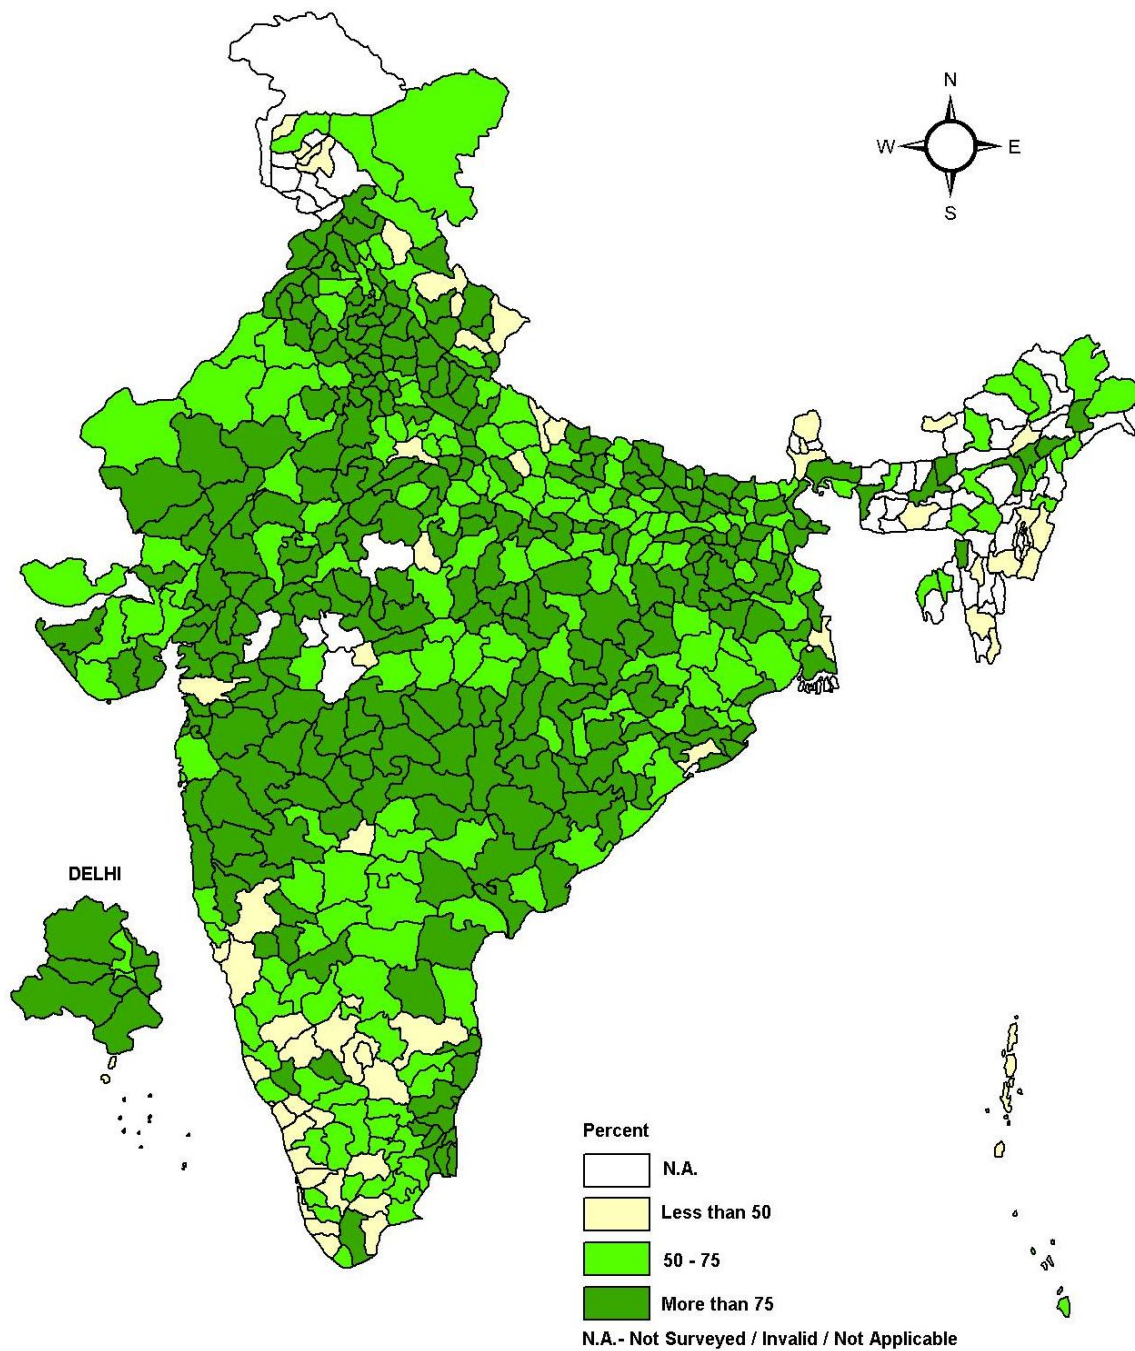 N
W
E
S
DELHI
Percent
N.A.
Less than 50
50 - 75
More than 75
N.A.- Not Surveyed / Invalid / Not Applicable